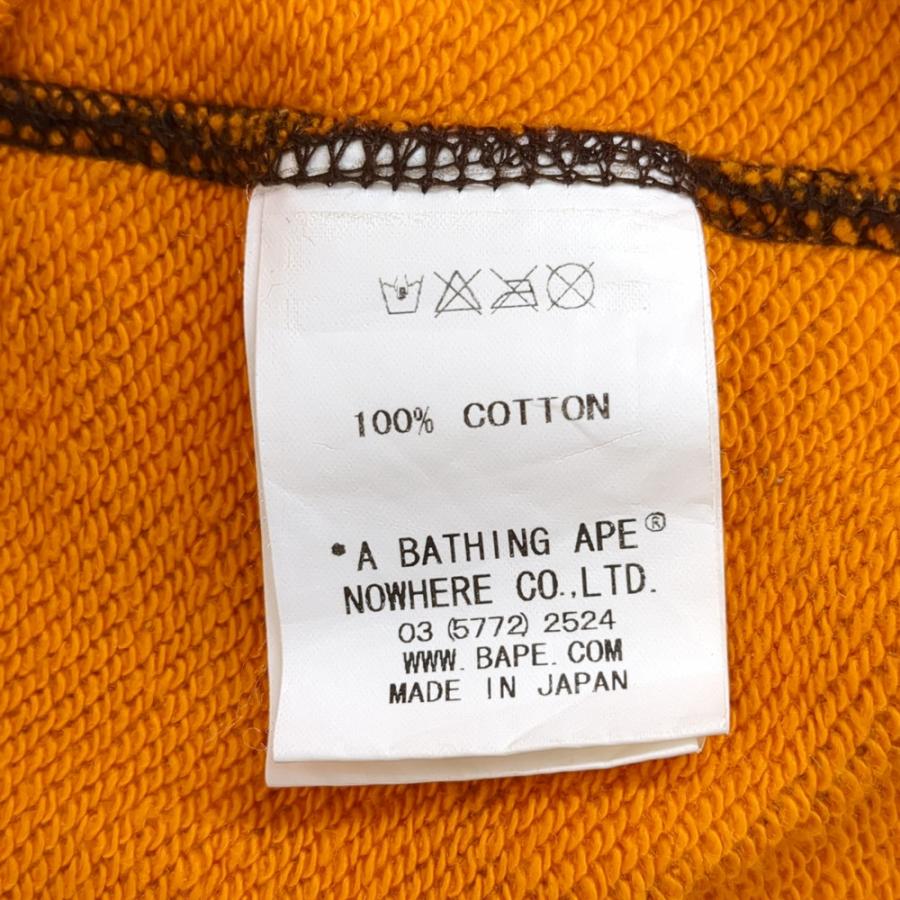 100% COTTON
*A BATHING APE®
NOWHERE CO.,LTD.
03 (5772) 2524
WWW. BAPE. COM
MADE IN JAPAN